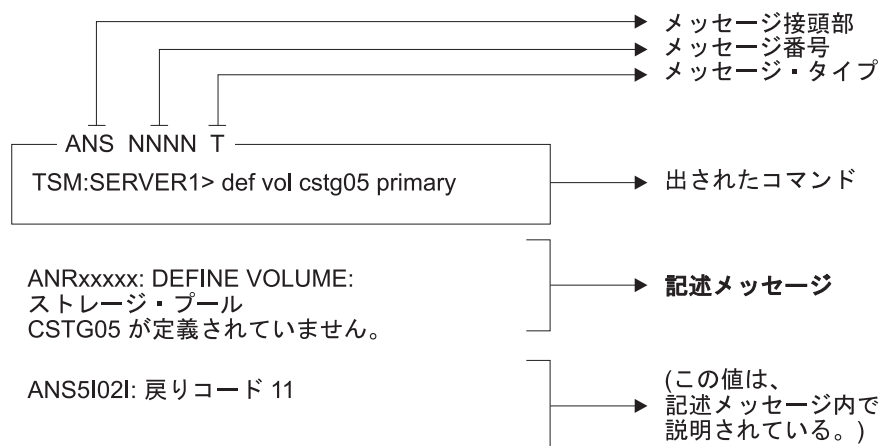 メッセージ接頭部
メッセージ番号
メッセージ・タイプ
ANS NNNN T
TSM:SERVER1> def vol cstg05 primary
出されたコマンド
ANRxxxxx: DEFINE VOLUME:
ストレージ・プール
CSTG05 が定義されていません。
記述メッセージ
ANS5I02I: 戻りコード 11
(この値は、
記述メッセージ内で
説明されている。)